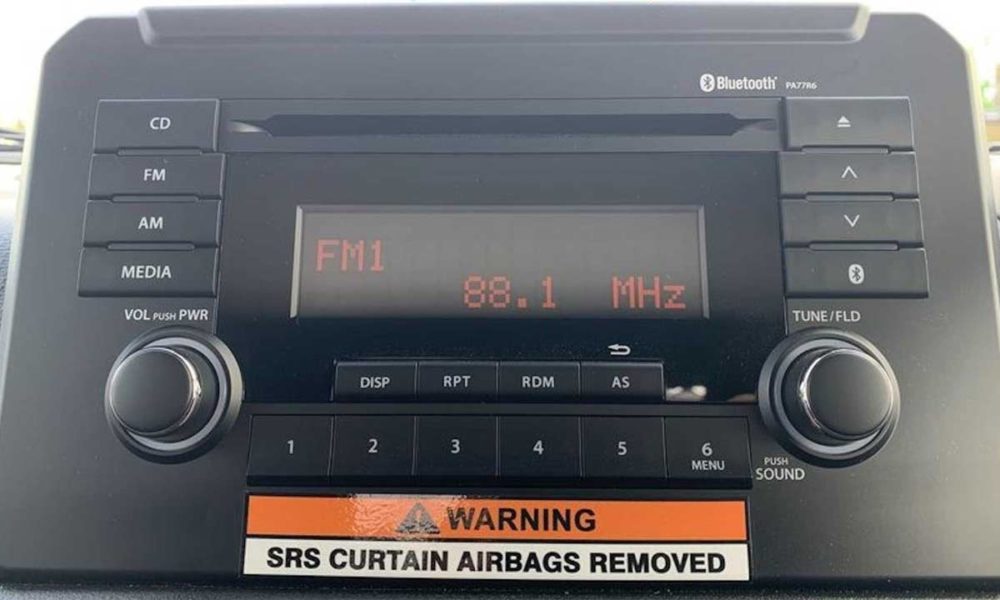 Bluetooth PA77R6
CD
FM
AM
MEDIA
FM1
88.1 MHz
VOL PUSH PWR
TUNE/FLD
DISP RPT RDM AS
1 2 3 4 5 6
MENU
PUSH
SOUND
WARNING
SRS CURTAIN AIRBAGS REMOVED